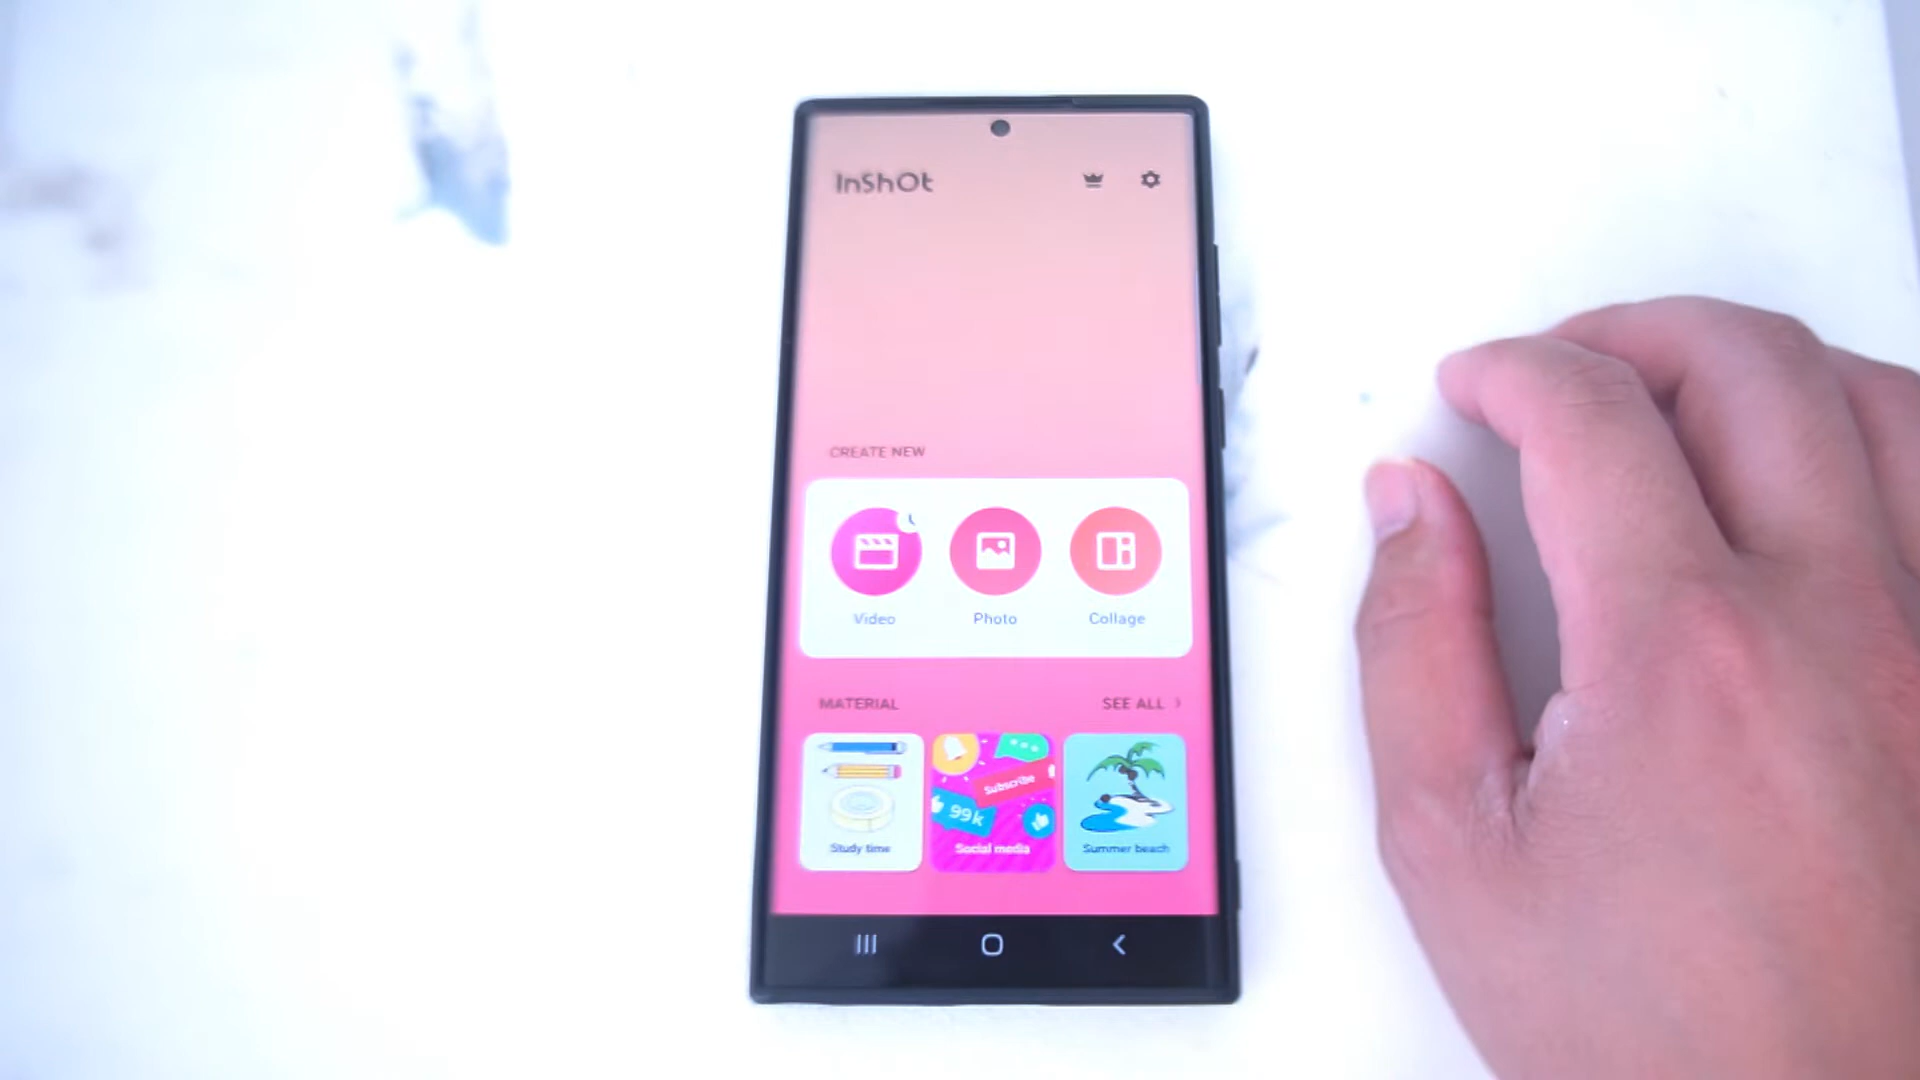 InShOt
CREATE NEW
Video Photo Collage
MATERIAL SEE ALL
Subscribe
99k
Study time Social media Summer beach